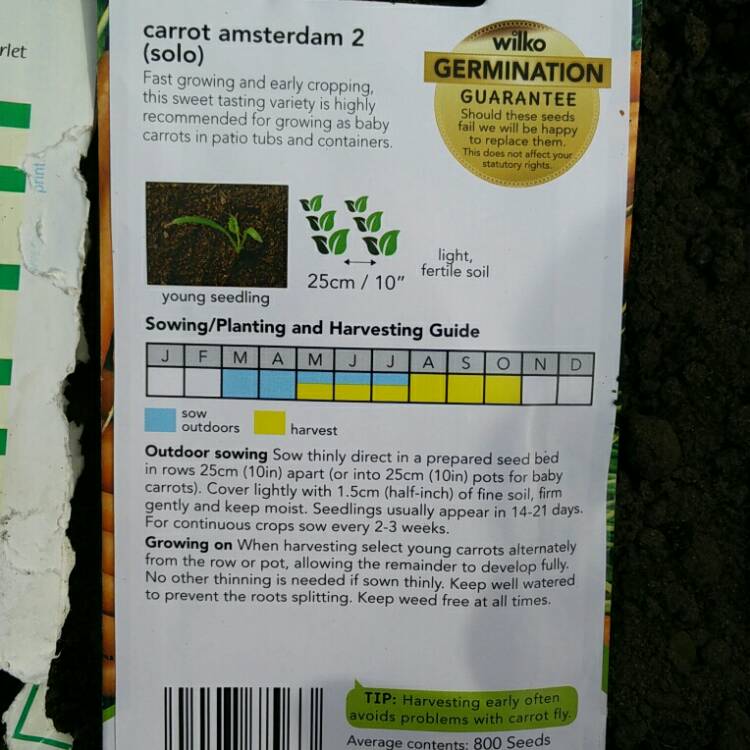 rlet
print
carrot amsterdam 2
(solo)
Fast growing and early cropping,
this sweet tasting variety is highly
recommended for growing as baby
carrots in patio tubs and containers.
wilko
GERMINATION
GUARANTEE
Should these seeds
fail we will be happy
to replace them.
This does not affect your
statutory rights.
young seedling
25cm / 10"
light,
fertile soil
Sowing/Planting and Harvesting Guide
J F M A M J J A S O N D
sow
outdoors
harvest
Outdoor sowing Sow thinly direct in a prepared seed bed
in rows 25cm (10in) apart (or into 25cm (10in) pots for baby
carrots). Cover lightly with 1.5cm (half-inch) of fine soil, firm
gently and keep moist. Seedlings usually appear in 14-21 days.
For continuous crops sow every 2-3 weeks.
Growing on When harvesting select young carrots alternately
from the row or pot, allowing the remainder to develop fully.
No other thinning is needed if sown thinly. Keep well watered
to prevent the roots splitting. Keep weed free at all times.
TIP: Harvesting early often
avoids problems with carrot fly.
Average contents: 800 Seeds